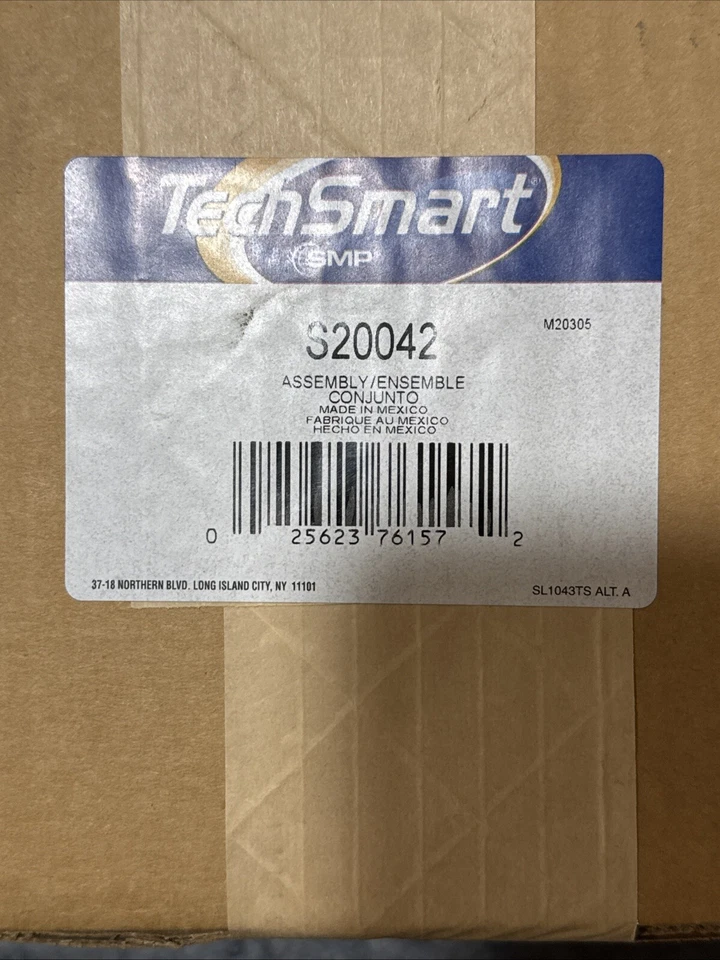 TechSmart®
SMP®
S20042
M20305
ASSEMBLY/ENSEMBLE
CONJUNTO
MADE IN MEXICO
FABRIQUE AU MEXICO
HECHO EN MEXICO
0 25623 76157 2
37-18 NORTHERN BLVD. LONG ISLAND CITY, NY 11101
SL1043TS ALT. A